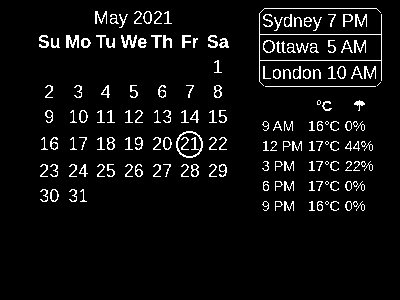 May 2021
Su Mo Tu We Th Fr Sa
1
2 3 4 5 6 7 8
9 10 11 12 13 14 15
16 17 18 19 20 21 22
23 24 25 26 27 28 29
30 31
Sydney 7 PM
Ottawa 5 AM
London 10 AM
°C ☂
9 AM 16°C 0%
12 PM 17°C 44%
3 PM 17°C 22%
6 PM 17°C 0%
9 PM 16°C 0%